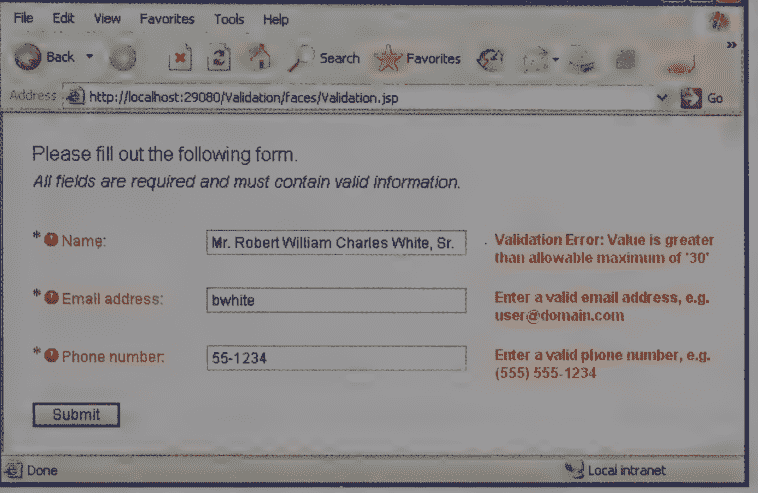 File Edit View Favorites Tools Help
Back Search Favorites
»
Address http://localhost:29080/Validation/faces/Validation.jsp Go
Please fill out the following form.
All fields are required and must contain valid information.
* Name: Mr. Robert William Charles White, Sr. Validation Error: Value is greater
than allowable maximum of '30'
* Email address: bwhite Enter a valid email address, e.g.
user@domain.com
* Phone number: 55-1234 Enter a valid phone number, e.g.
(555) 555-1234
Submit
Done Local intranet